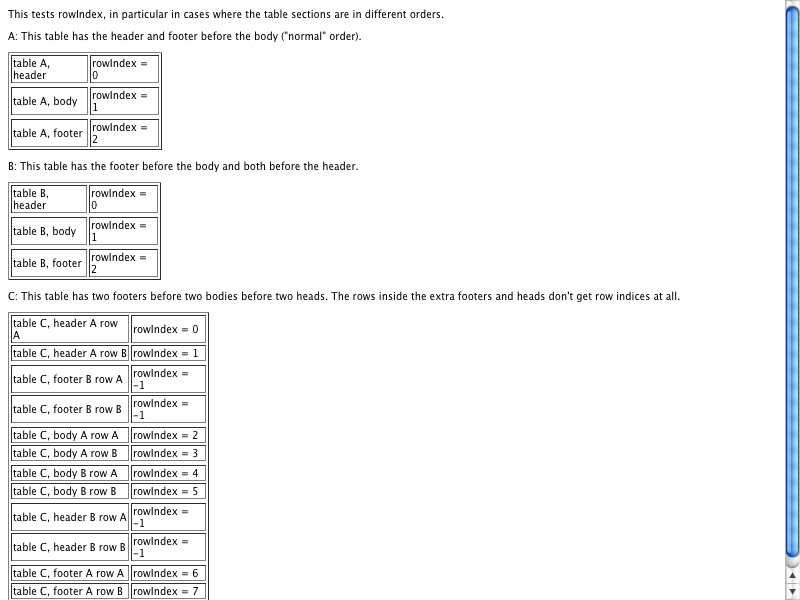 This tests rowIndex, in particular in cases where the table sections are in different orders.
A: This table has the header and footer before the body ("normal" order).
table A,
header
rowIndex =
0
table A, body
rowIndex =
1
table A, footer
rowIndex =
2
B: This table has the footer before the body and both before the header.
table B,
header
rowIndex =
0
table B, body
rowIndex =
1
table B, footer
rowIndex =
2
C: This table has two footers before two bodies before two heads. The rows inside the extra footers and heads don't get row indices at all.
table C, header A row
A
rowIndex = 0
table C, header A row B
rowIndex = 1
table C, footer B row A
rowIndex =
-1
table C, footer B row B
rowIndex =
-1
table C, body A row A
rowIndex = 2
table C, body A row B
rowIndex = 3
table C, body B row A
rowIndex = 4
table C, body B row B
rowIndex = 5
table C, header B row A
rowIndex =
-1
table C, header B row B
rowIndex =
-1
table C, footer A row A
rowIndex = 6
table C, footer A row B
rowIndex = 7